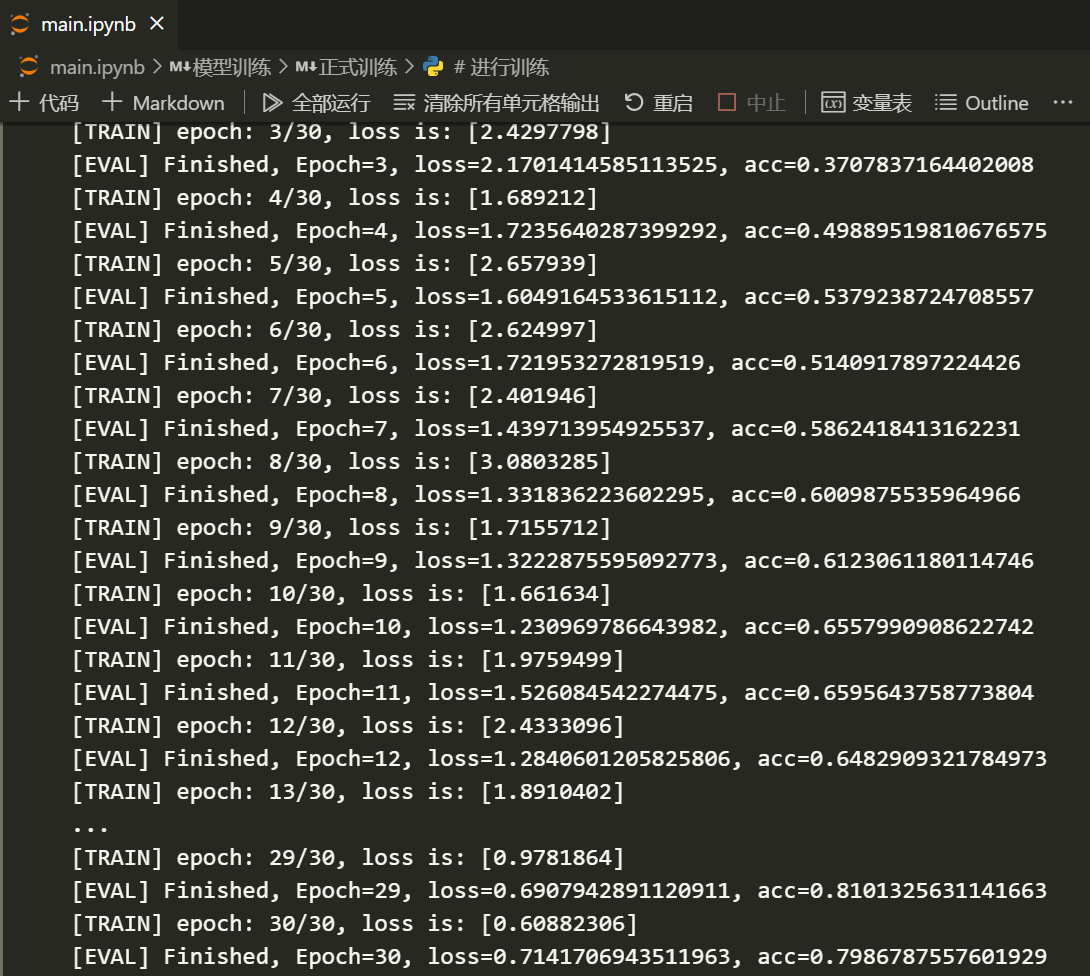 main.ipynb ×
main.ipynb > M↓模型训练 > M↓正式训练 > # 进行训练
+ 代码 + Markdown 全部运行 清除所有单元格输出 重启 中止 (x) 变量表 Outline ...
[TRAIN] epoch: 3/30, loss is: [2.4297798]
[EVAL] Finished, Epoch=3, loss=2.1701414585113525, acc=0.3707837164402008
[TRAIN] epoch: 4/30, loss is: [1.689212]
[EVAL] Finished, Epoch=4, loss=1.7235640287399292, acc=0.49889519810676575
[TRAIN] epoch: 5/30, loss is: [2.657939]
[EVAL] Finished, Epoch=5, loss=1.6049164533615112, acc=0.5379238724708557
[TRAIN] epoch: 6/30, loss is: [2.624997]
[EVAL] Finished, Epoch=6, loss=1.721953272819519, acc=0.5140917897224426
[TRAIN] epoch: 7/30, loss is: [2.401946]
[EVAL] Finished, Epoch=7, loss=1.439713954925537, acc=0.5862418413162231
[TRAIN] epoch: 8/30, loss is: [3.0803285]
[EVAL] Finished, Epoch=8, loss=1.331836223602295, acc=0.6009875535964966
[TRAIN] epoch: 9/30, loss is: [1.7155712]
[EVAL] Finished, Epoch=9, loss=1.3222875595092773, acc=0.6123061180114746
[TRAIN] epoch: 10/30, loss is: [1.661634]
[EVAL] Finished, Epoch=10, loss=1.230969786643982, acc=0.6557990908622742
[TRAIN] epoch: 11/30, loss is: [1.9759499]
[EVAL] Finished, Epoch=11, loss=1.526084542274475, acc=0.6595643758773804
[TRAIN] epoch: 12/30, loss is: [2.4333096]
[EVAL] Finished, Epoch=12, loss=1.2840601205825806, acc=0.6482909321784973
[TRAIN] epoch: 13/30, loss is: [1.8910402]
...
[TRAIN] epoch: 29/30, loss is: [0.9781864]
[EVAL] Finished, Epoch=29, loss=0.6907942891120911, acc=0.8101325631141663
[TRAIN] epoch: 30/30, loss is: [0.60882306]
[EVAL] Finished, Epoch=30, loss=0.7141706943511963, acc=0.7986787557601929